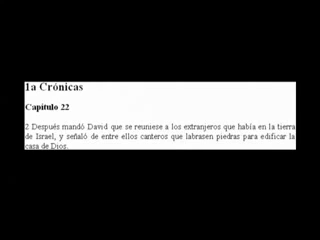 1a Crónicas
Capítulo 22
2 Después mandó David que se reuniese a los extranjeros que había en la tierra
de Israel, y señaló de entre ellos canteros que labrasen piedras para edificar la
casa de Dios.